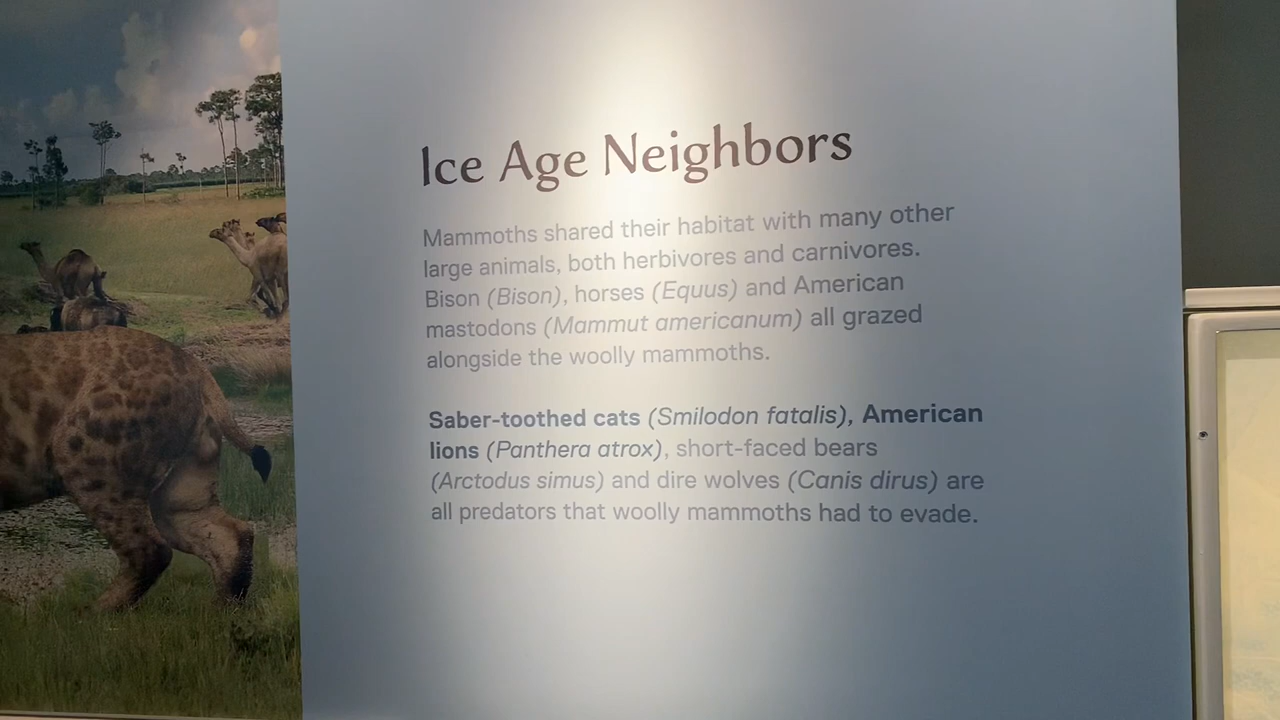 Ice Age Neighbors
Mammoths shared their habitat with many other
large animals, both herbivores and carnivores.
Bison (Bison), horses (Equus) and American
mastodons (Mammut americanum) all grazed
alongside the woolly mammoths.
Saber-toothed cats (Smilodon fatalis), American
lions (Panthera atrox), short-faced bears
(Arctodus simus) and dire wolves (Canis dirus) are
all predators that woolly mammoths had to evade.